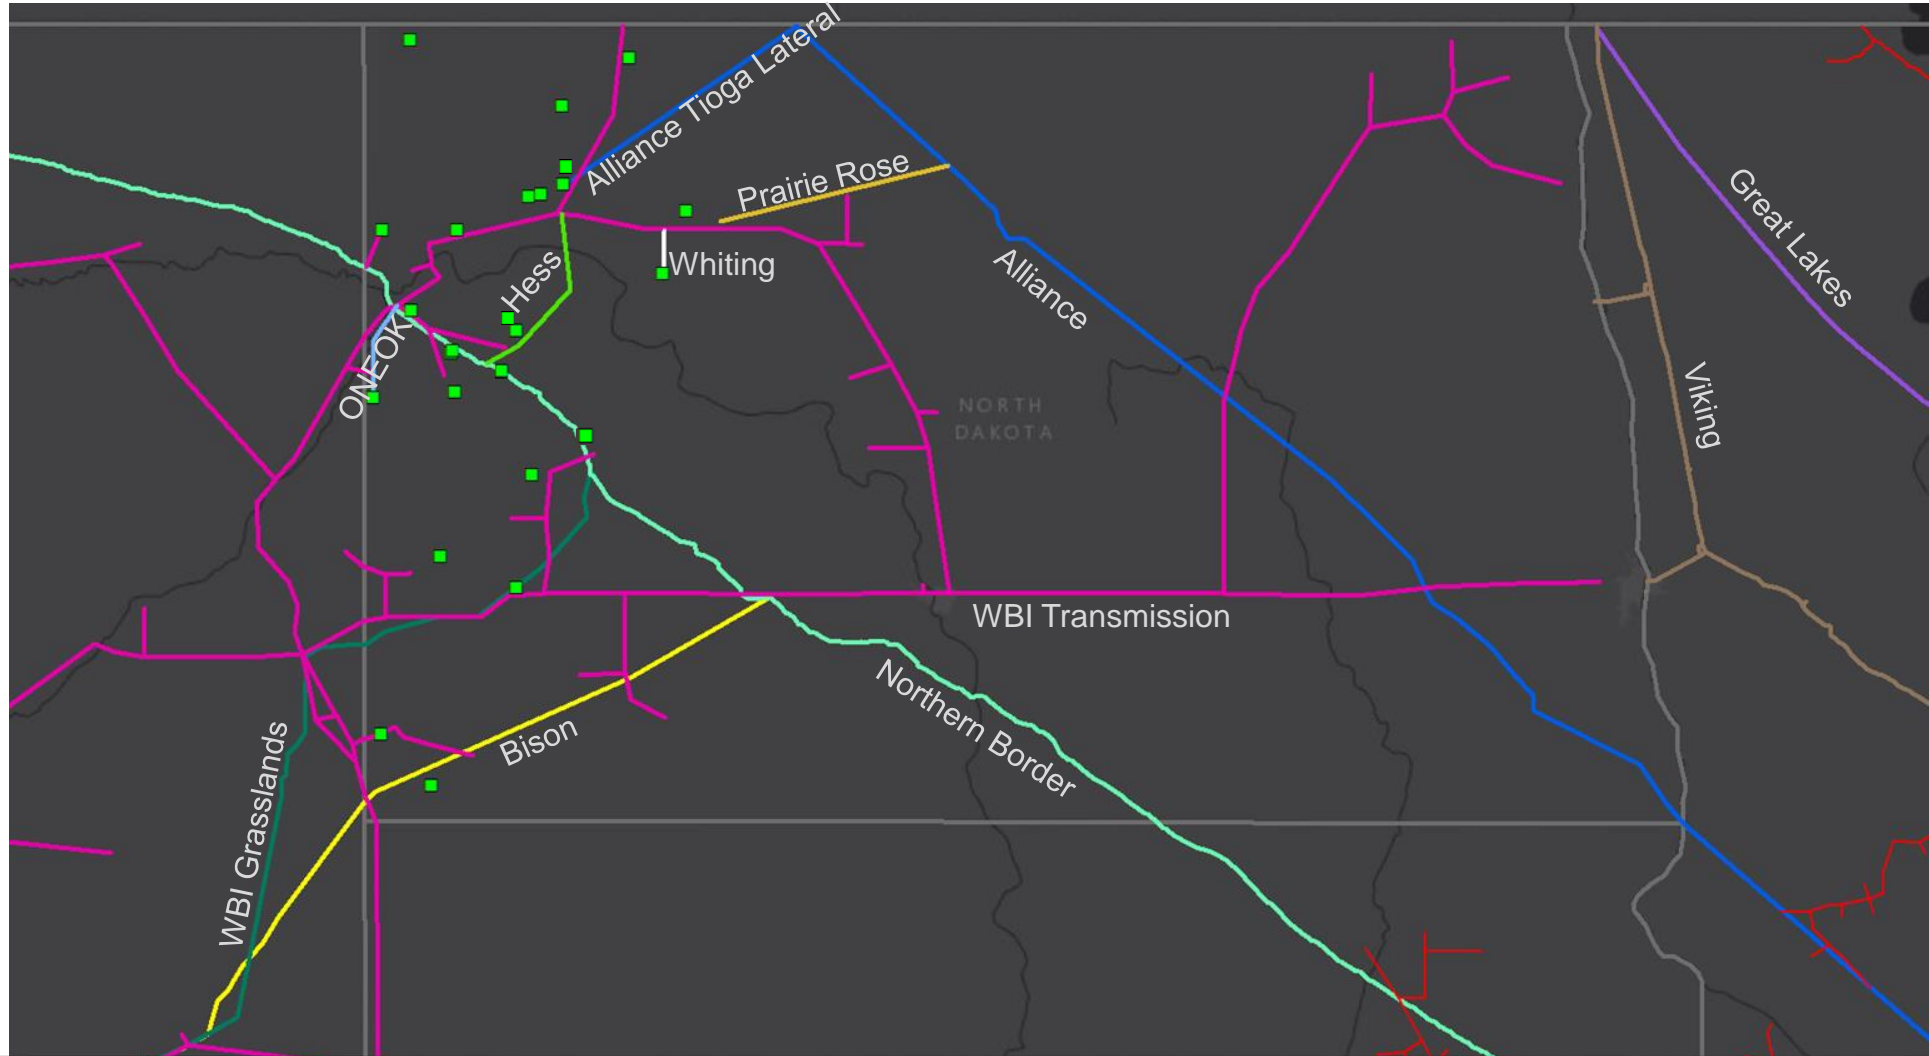 Alliance Tioga Lateral
Prairie Rose
Great Lakes
Hess
Whiting
Alliance
ONEOK
Viking
NORTH
DAKOTA
WBI Transmission
Northern Border
Bison
WBI Grasslands